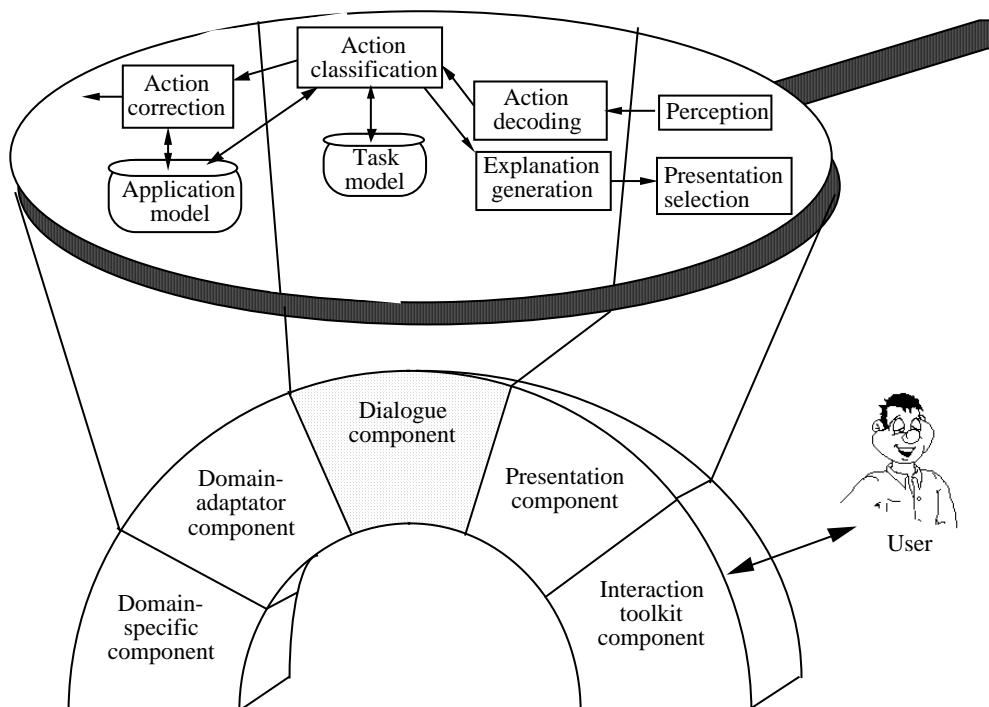 Action
classification
Action
correction
Action
decoding
Perception
Application
model
Task
model
Explanation
generation
Presentation
selection
Dialogue
component
Domain-
adaptator
component
Presentation
component
User
Domain-
specific
component
Interaction
toolkit
component